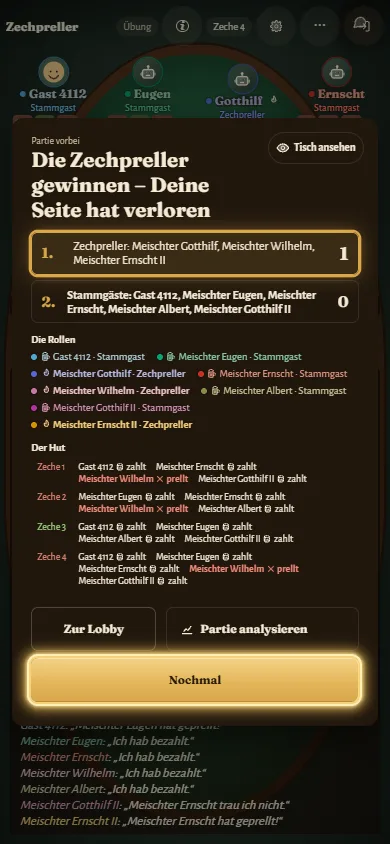 Zechpreller
Übung
Zeche 4
Gast 4112
Stammgast
Eugen
Stammgast
Gotthilf
Zechpreller
Ernscht
Stammgast
Partie vorbei
Tisch ansehen
Die Zechpreller
gewinnen – Deine
Seite hat verloren
1. Zechpreller: Meischter Gotthilf, Meischter Wilhelm, 1
Meischter Ernscht II
2. Stammgäste: Gast 4112, Meischter Eugen, Meischter 0
Ernscht, Meischter Albert, Meischter Gotthilf II
Die Rollen
Gast 4112 · Stammgast Meischter Eugen · Stammgast
Meischter Gotthilf · Zechpreller Meischter Ernscht · Stammgast
Meischter Wilhelm · Zechpreller Meischter Albert · Stammgast
Meischter Gotthilf II · Stammgast
Meischter Ernscht II · Zechpreller
Der Hut
Zeche 1 Gast 4112 zahlt Meischter Ernscht zahlt
Meischter Wilhelm × prellt Meischter Gotthilf II zahlt
Zeche 2 Meischter Eugen zahlt Meischter Ernscht zahlt
Meischter Wilhelm × prellt Meischter Albert zahlt
Zeche 3 Gast 4112 zahlt Meischter Eugen zahlt
Meischter Albert zahlt Meischter Gotthilf II zahlt
Zeche 4 Gast 4112 zahlt Meischter Eugen zahlt
Meischter Ernscht zahlt Meischter Wilhelm × prellt
Meischter Gotthilf II zahlt
Zur Lobby
Partie analysieren
Nochmal
Gast 4112: „Meischter Eugen hat geprellt!“
Meischter Eugen: „Ich hab bezahlt.“
Meischter Ernscht: „Ich hab bezahlt.“
Meischter Wilhelm: „Ich hab bezahlt.“
Meischter Albert: „Ich hab bezahlt.“
Meischter Gotthilf II: „Meischter Ernscht trau ich nicht.“
Meischter Ernscht II: „Meischter Ernscht hat geprellt!“